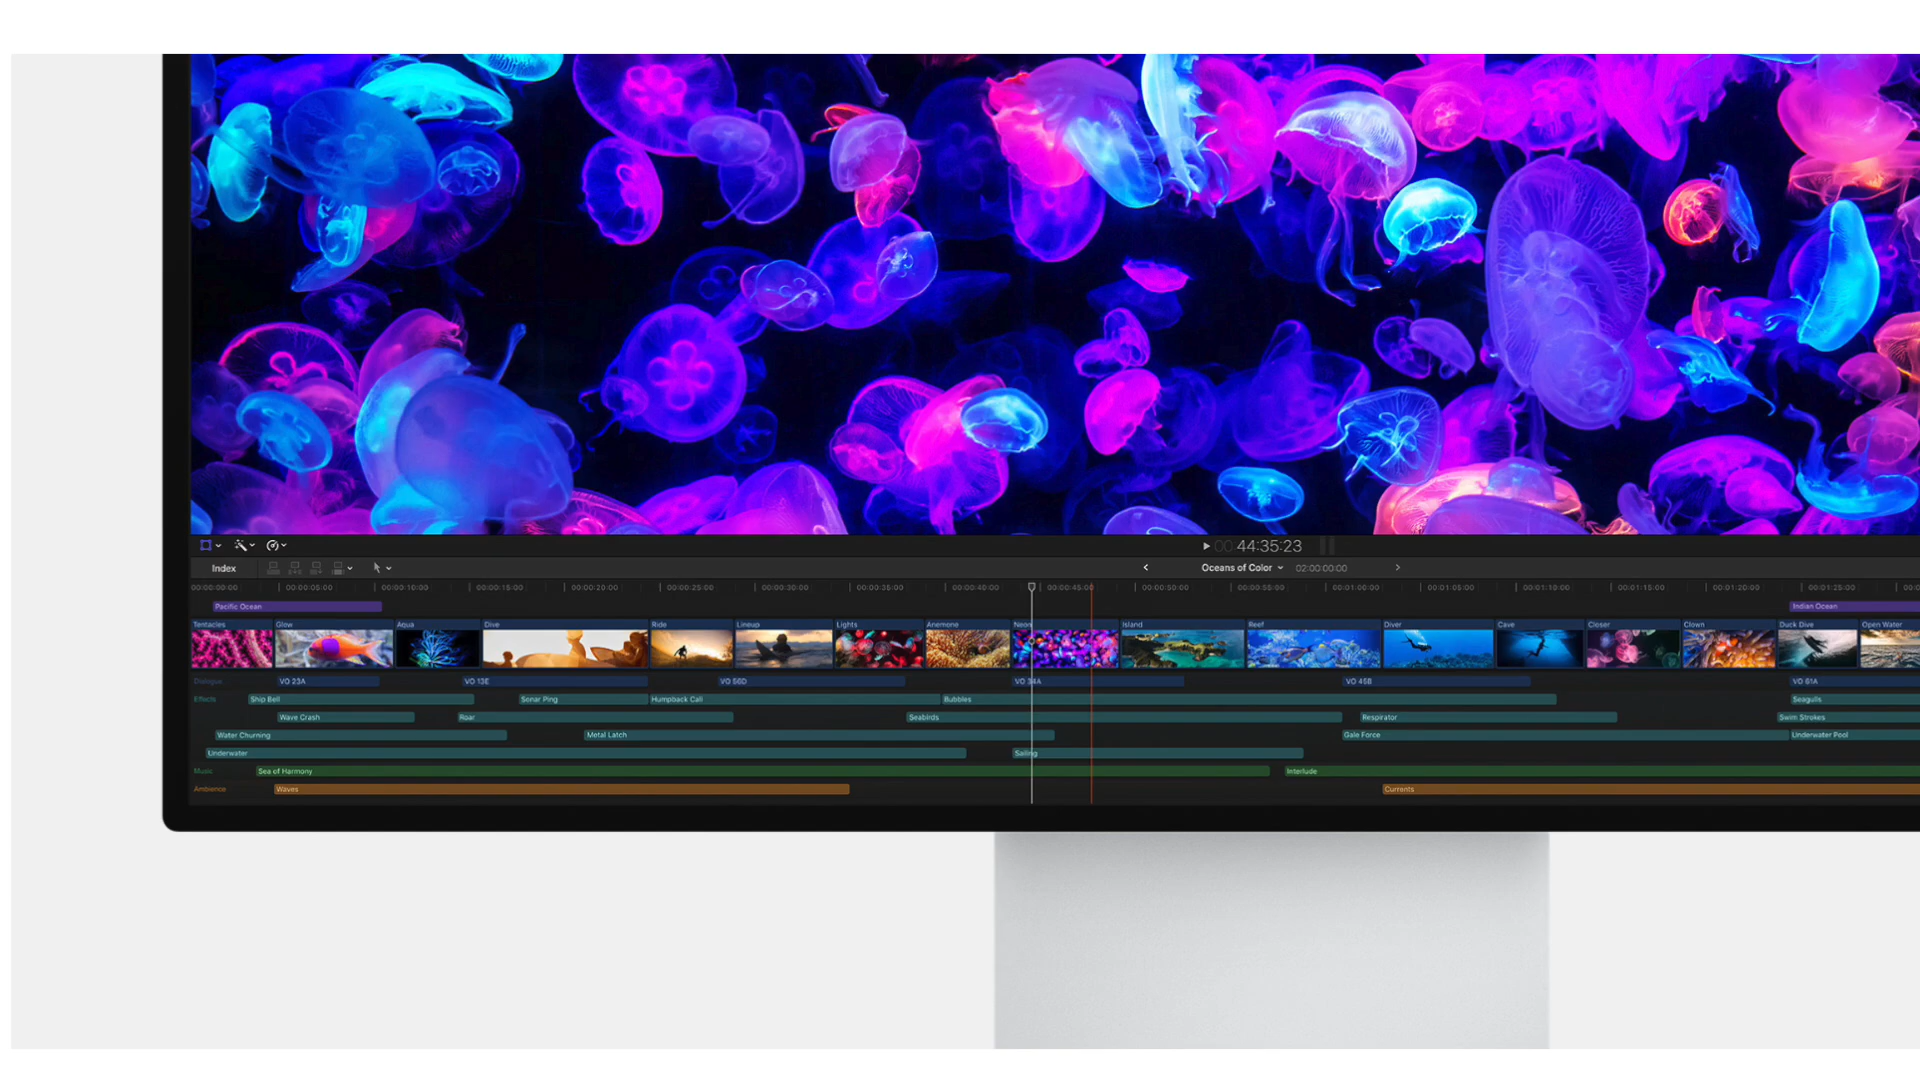 00 44:35:23
Index
Oceans of Color 02:00:00:00
00:00:00:00 00:00:05:00 00:00:10:00 00:00:15:00 00:00:20:00 00:00:25:00 00:00:30:00 00:00:35:00 00:00:40:00 00:00:45:00 00:00:50:00 00:00:55:00 00:01:00:00 00:01:05:00 00:01:10:00 00:01:15:00 00:01:20:00 00:01:25:00
Pacific Ocean Indian Ocean
Tentacles Glow Aqua Dive Ride Lineup Lights Anemone Neon Island Reef Diver Cave Closer Clown Duck Dive Open Water
Dialogue VO 23A VO 13E VO 56D VO 34A VO 45B VO 61A
Effects Ship Bell Sonar Ping Humpback Call Bubbles Seagulls
Wave Crash Roar Seabirds Respirator Swim Strokes
Water Churning Metal Latch Gale Force Underwater Pool
Underwater Sailing
Music Sea of Harmony Interlude
Ambience Waves Currents